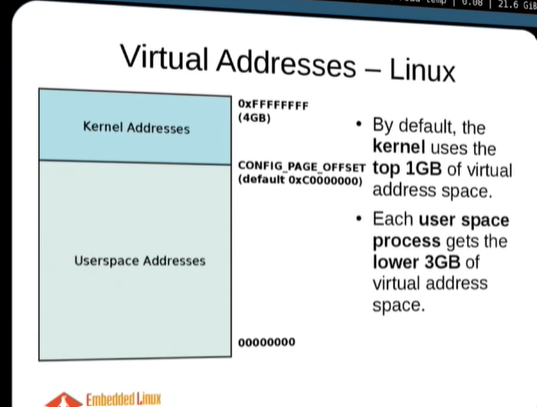 | 0.08 | 21.6 GiB
Virtual Addresses – Linux
Kernel Addresses
0xFFFFFFFF
(4GB)
CONFIG_PAGE_OFFSET
(default 0xC0000000)
Userspace Addresses
00000000
• By default, the
kernel uses the
top 1GB of virtual
address space.
• Each user space
process gets the
lower 3GB of
virtual address
space.
Embedded Linux